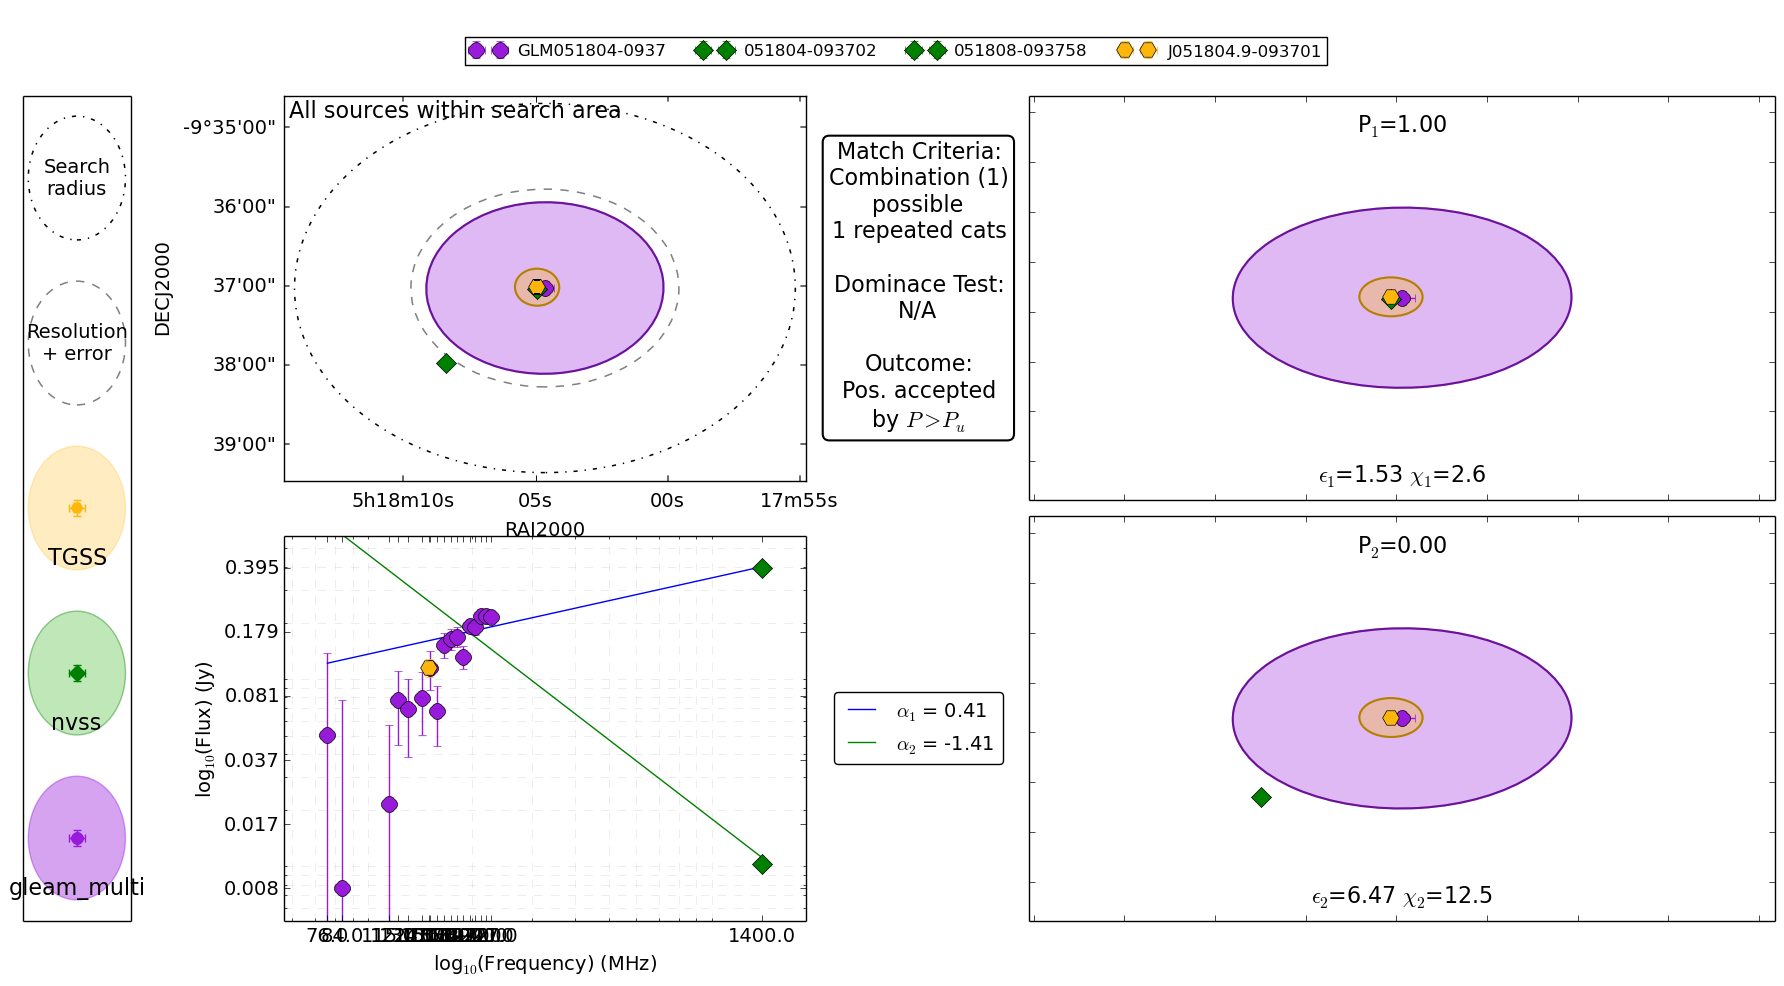 GLM051804-0937 051804-093702 051808-093758 J051804.9-093701
Search
radius
Resolution
+ error
TGSS
nvss
gleam_multi
All sources within search area
DECJ2000
-9°35'00"
36'00"
37'00"
38'00"
39'00"
5h18m10s 05s 00s 17m55s
RAJ2000
Match Criteria:
Combination (1)
possible
1 repeated cats
Dominace Test:
N/A
Outcome:
Pos. accepted
by P>Pᵤ
P₁=1.00
ϵ₁=1.53 χ₁=2.6
log₁₀(Flux) (Jy)
0.395
0.179
0.081
0.037
0.017
0.008
1400.0
log₁₀(Frequency) (MHz)
α₁ = 0.41
α₂ = -1.41
P₂=0.00
ϵ₂=6.47 χ₂=12.5